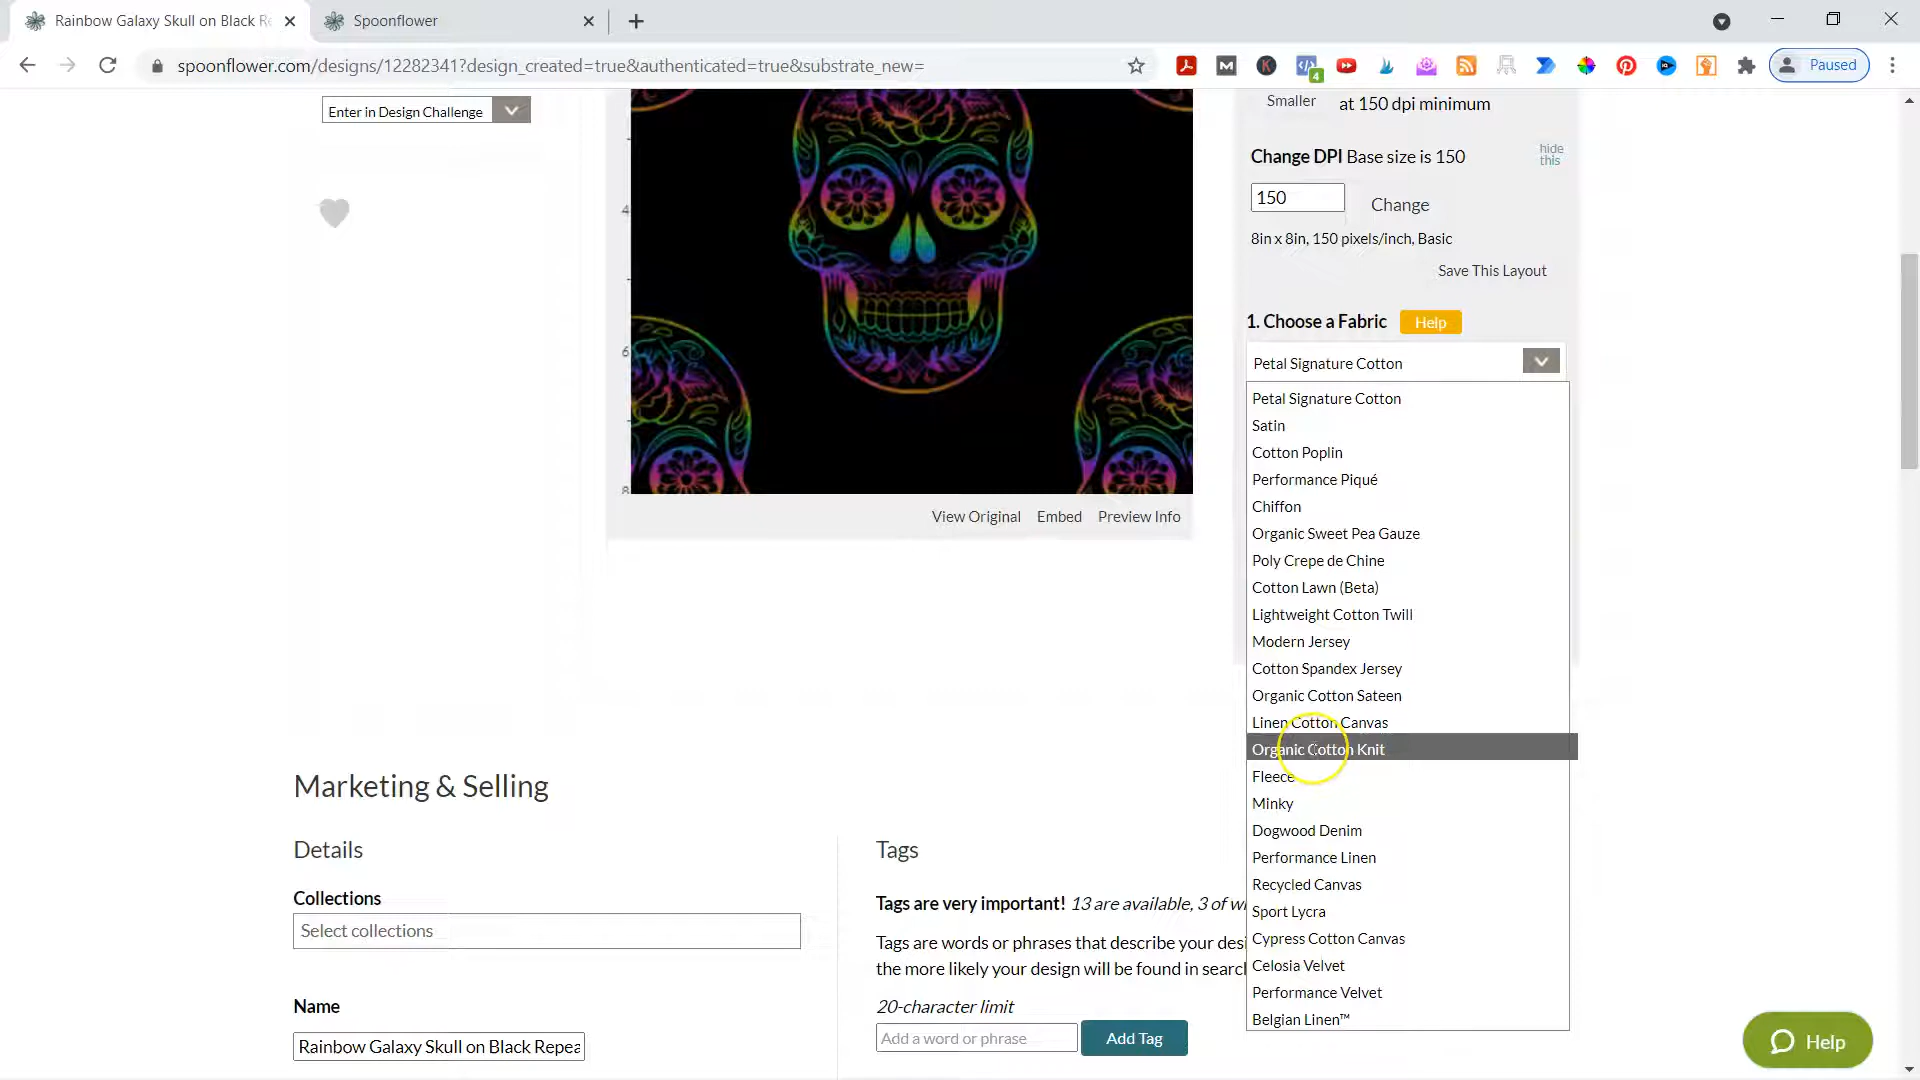 Rainbow Galaxy Skull on Black Re
Spoonflower
spoonflower.com/designs/12282341?design_created=true&authenticated=true&substrate_new=
4
Paused
Enter in Design Challenge
Smaller
at 150 dpi minimum
Change DPI Base size is 150
hide
this
150
Change
8in x 8in, 150 pixels/inch, Basic
Save This Layout
1. Choose a Fabric
Help
Petal Signature Cotton
Petal Signature Cotton
Satin
Cotton Poplin
Performance Piqué
Chiffon
Organic Sweet Pea Gauze
Poly Crepe de Chine
Cotton Lawn (Beta)
Lightweight Cotton Twill
Modern Jersey
Cotton Spandex Jersey
Organic Cotton Sateen
Linen Cotton Canvas
Organic Cotton Knit
Fleece
Minky
Dogwood Denim
Performance Linen
Recycled Canvas
Sport Lycra
Cypress Cotton Canvas
Celosia Velvet
Performance Velvet
Belgian Linen™
4
6
8
View Original
Embed
Preview Info
Marketing & Selling
Details
Collections
Select collections
Name
Rainbow Galaxy Skull on Black Repea
Tags
Tags are very important! 13 are available, 3 of w
Tags are words or phrases that describe your desi
the more likely your design will be found in search
20-character limit
Add a word or phrase
Add Tag
Help